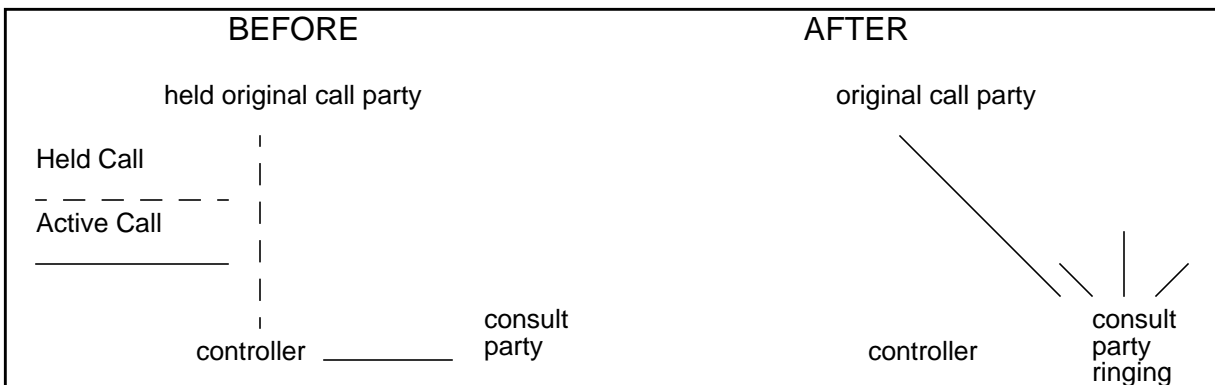 BEFORE
AFTER
held original call party
original call party
Held Call
Active Call
controller
consult
party
controller
consult
party
ringing